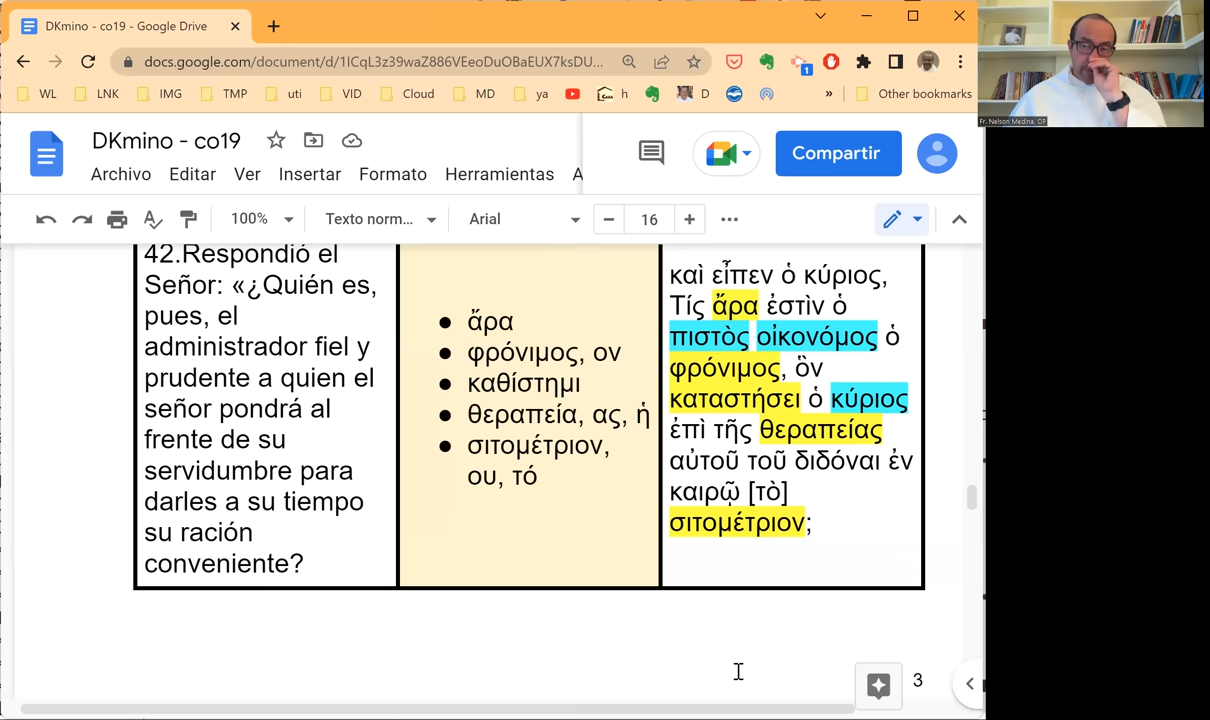 DKmino - co19 - Google Drive
docs.google.com/document/d/1ICqL3z39waZ886VEeoDuOBaEUX7ksDU...
WL LNK IMG TMP uti VID Cloud MD ya h D » Other bookmarks
1
Fr. Nelson Medina, OP
DKmino - co19
Archivo Editar Ver Insertar Formato Herramientas A
Compartir
100% Texto norm... Arial 16
42.Respondió el
Señor: «¿Quién es,
pues, el
administrador fiel y
prudente a quien el
señor pondrá al
frente de su
servidumbre para
darles a su tiempo
su ración
conveniente?
ἄρα
φρόνιμος, ον
καθίστημι
θεραπεία, ας, ἡ
σιτομέτριον,
ου, τό
καὶ εἶπεν ὁ κύριος,
Τίς ἄρα ἐστὶν ὁ
πιστὸς οἰκονόμος ὁ
φρόνιμος, ὃν
καταστήσει ὁ κύριος
ἐπὶ τῆς θεραπείας
αὐτοῦ τοῦ διδόναι ἐν
καιρῷ [τὸ]
σιτομέτριον;
3